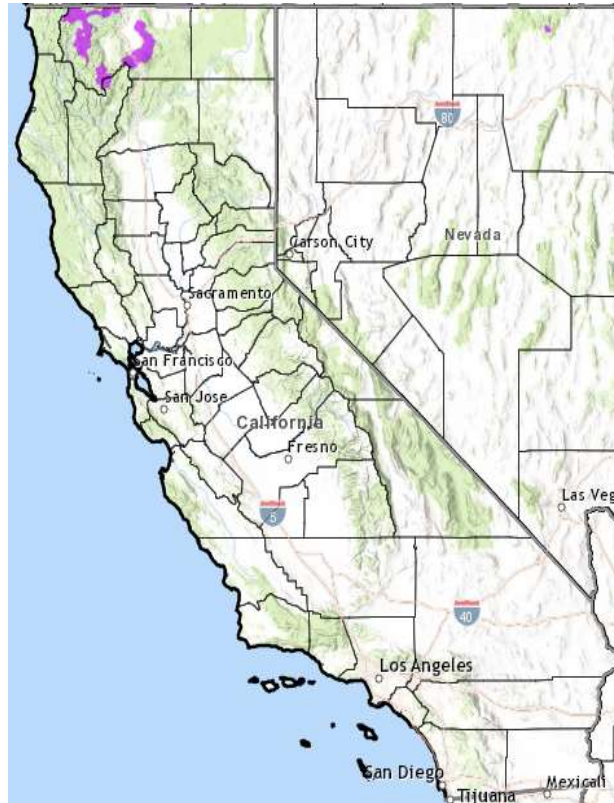 80
Nevada
Carson City
Sacramento
San Francisco
San Jose
California
Fresno
5
Las Veg
40
Los Angeles
San Diego
Tijuana
Mexicali